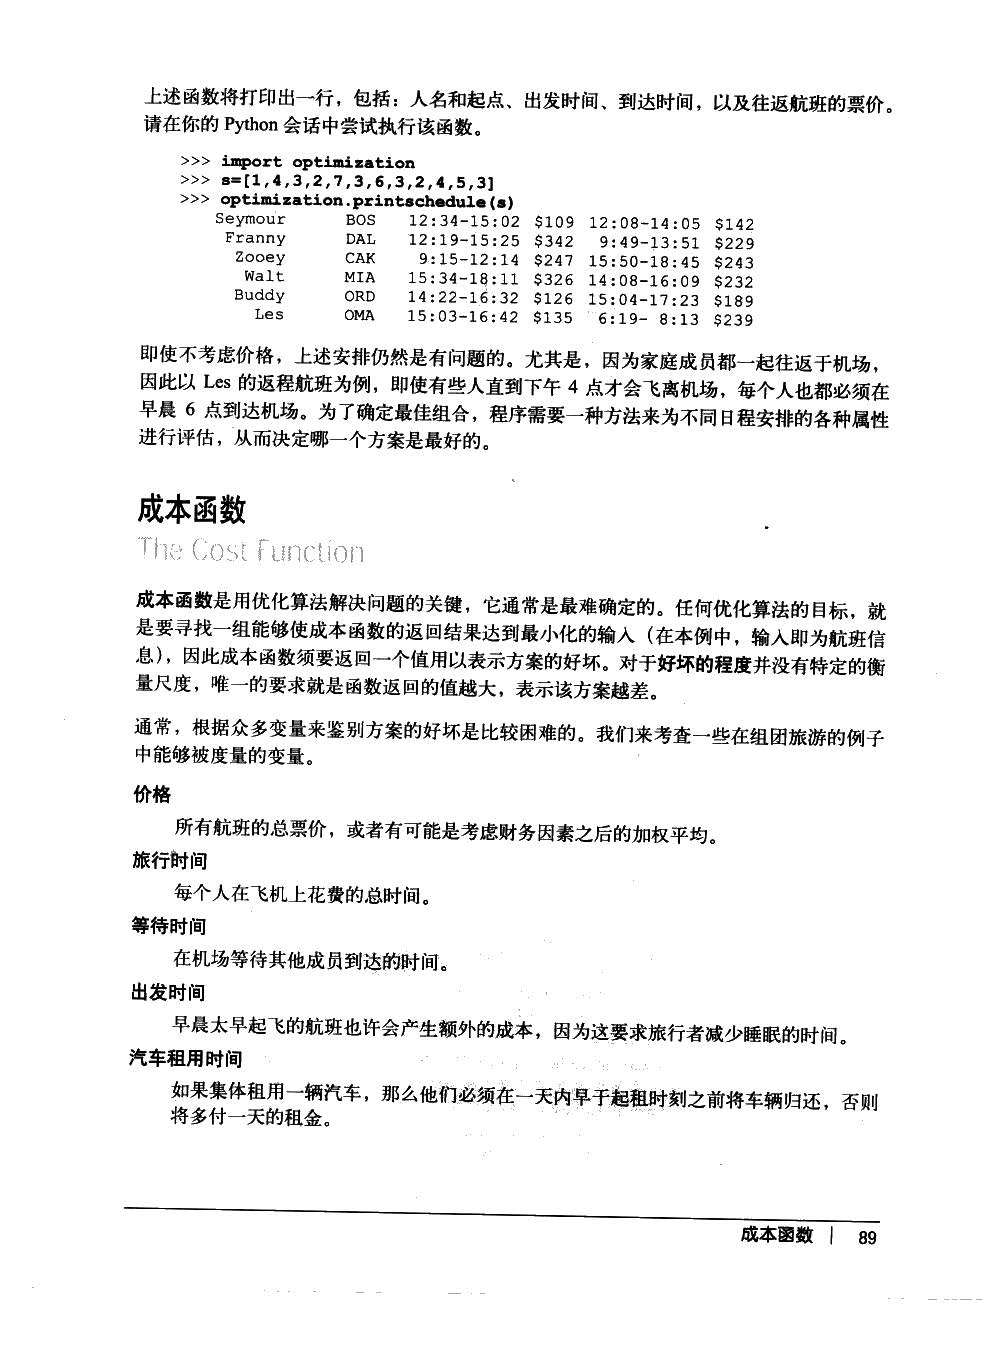 上述函数将打印出一行，包括：人名和起点、出发时间、到达时间，以及往返航班的票价。
请在你的 Python 会话中尝试执行该函数。
>>> import optimization
>>> s=[1,4,3,2,7,3,6,3,2,4,5,3]
>>> optimization.printschedule(s)
Seymour BOS 12:34-15:02 $109 12:08-14:05 $142
Franny DAL 12:19-15:25 $342 9:49-13:51 $229
Zooey CAK 9:15-12:14 $247 15:50-18:45 $243
Walt MIA 15:34-18:11 $326 14:08-16:09 $232
Buddy ORD 14:22-16:32 $126 15:04-17:23 $189
Les OMA 15:03-16:42 $135 6:19- 8:13 $239
即使不考虑价格，上述安排仍然是有问题的。尤其是，因为家庭成员都一起往返于机场，
因此以 Les 的返程航班为例，即使有些人直到下午 4 点才会飞离机场，每个人也都必须在
早晨 6 点到达机场。为了确定最佳组合，程序需要一种方法来为不同日程安排的各种属性
进行评估，从而决定哪一个方案是最好的。
成本函数
The Cost Function
成本函数是用优化算法解决问题的关键，它通常是最难确定的。任何优化算法的目标，就
是要寻找一组能够使成本函数的返回结果达到最小化的输入（在本例中，输入即为航班信
息），因此成本函数须要返回一个值用以表示方案的好坏。对于好坏的程度并没有特定的衡
量尺度，唯一的要求就是函数返回的值越大，表示该方案越差。
通常，根据众多变量来鉴别方案的好坏是比较困难的。我们来考查一些在组团旅游的例子
中能够被度量的变量。
价格
所有航班的总票价，或者有可能是考虑财务因素之后的加权平均。
旅行时间
每个人在飞机上花费的总时间。
等待时间
在机场等待其他成员到达的时间。
出发时间
早晨太早起飞的航班也许会产生额外的成本，因为这要求旅行者减少睡眠的时间。
汽车租用时间
如果集体租用一辆汽车，那么他们必须在一天内早于起租时刻之前将车辆归还，否则
将多付一天的租金。
成本函数 | 89